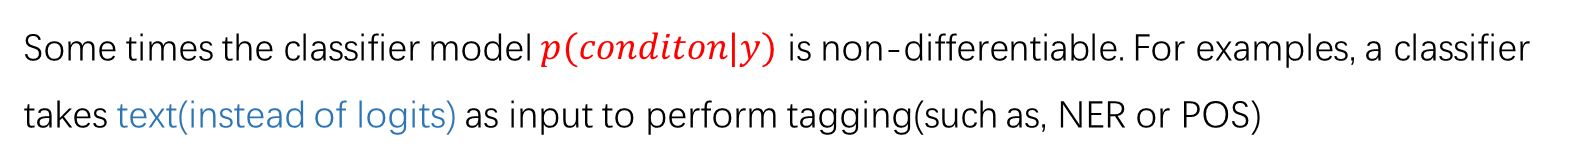 Some times the classifier model p(conditon|y) is non-differentiable. For examples, a classifier
takes text(instead of logits) as input to perform tagging(such as, NER or POS)